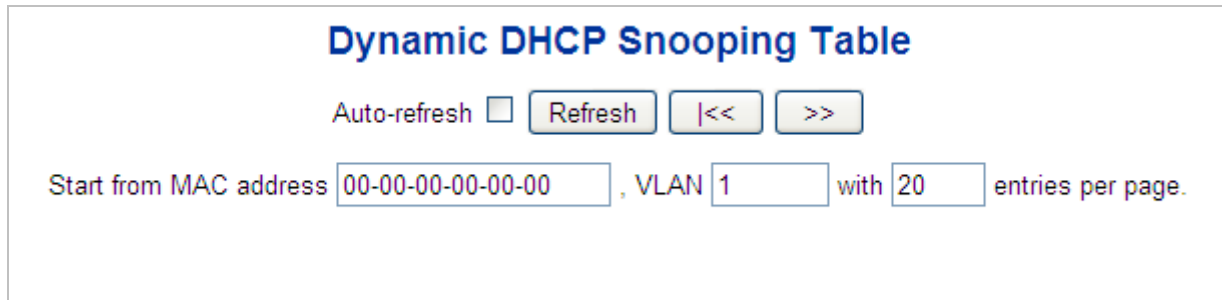 Dynamic DHCP Snooping Table
Auto-refresh Refresh |<< >>
Start from MAC address 00-00-00-00-00-00 , VLAN 1 with 20 entries per page.